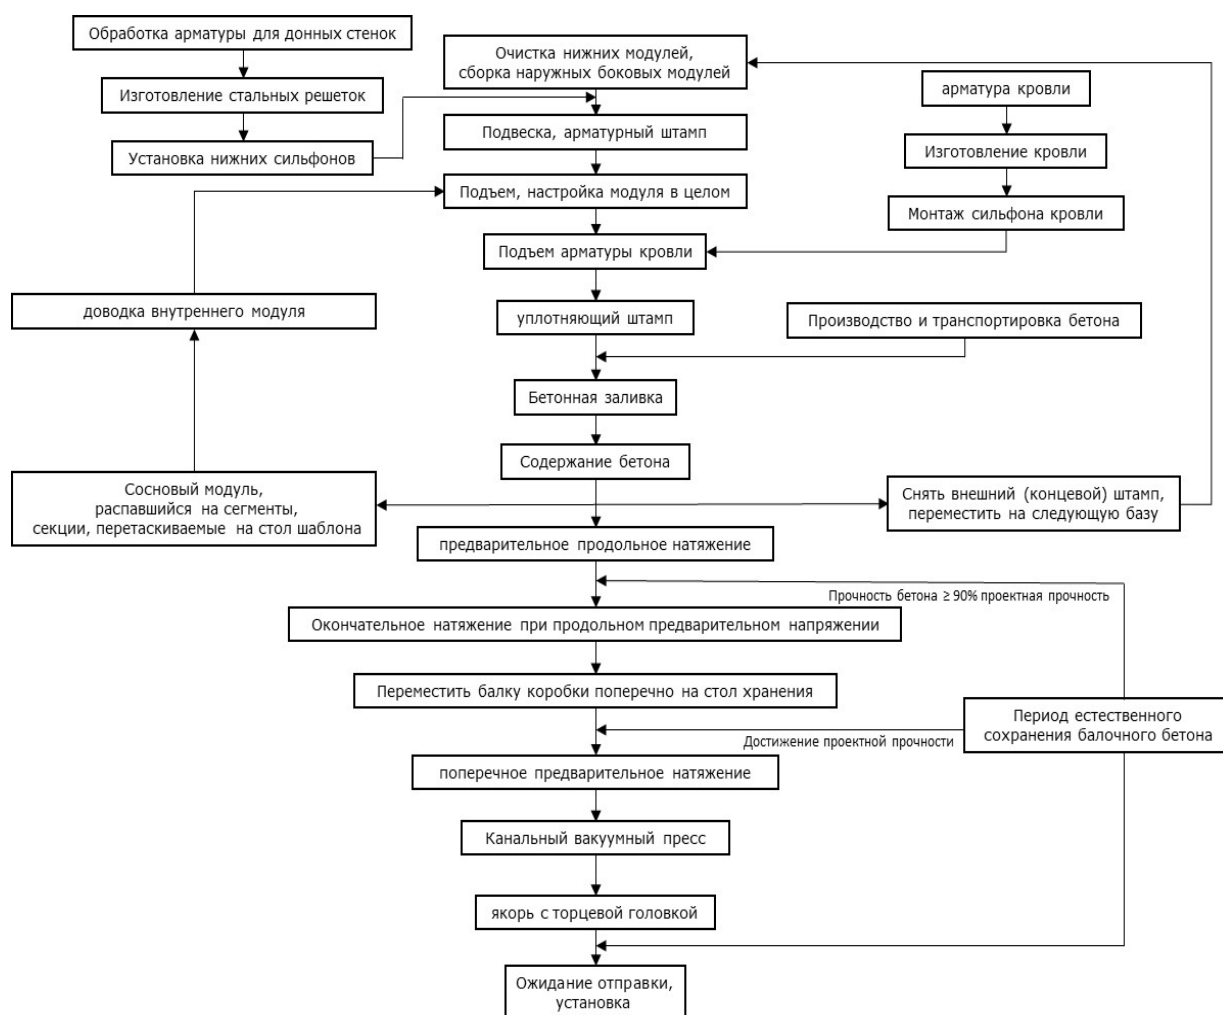 Обработка арматуры для донных стенок
Изготовление стальных решеток
Установка нижних сильфонов
Очистка нижних модулей,
сборка наружных боковых модулей
арматура кровли
Изготовление кровли
Монтаж сильфона кровли
Подвеска, арматурный штамп
Подъем, настройка модуля в целом
Подъем арматуры кровли
доводка внутреннего модуля
уплотняющий штамп
Производство и транспортировка бетона
Бетонная заливка
Содержание бетона
Сосновый модуль,
распавшийся на сегменты,
секции, перетаскиваемые на стол шаблона
Снять внешний (концевой) штамп,
переместить на следующую базу
предварительное продольное натяжение
Прочность бетона ≥ 90% проектная прочность
Окончательное натяжение при продольном предварительном напряжении
Переместить балку коробки поперечно на стол хранения
Период естественного
сохранения балочного бетона
Достижение проектной прочности
поперечное предварительное натяжение
Канальный вакуумный пресс
якорь с торцевой головкой
Ожидание отправки,
установка